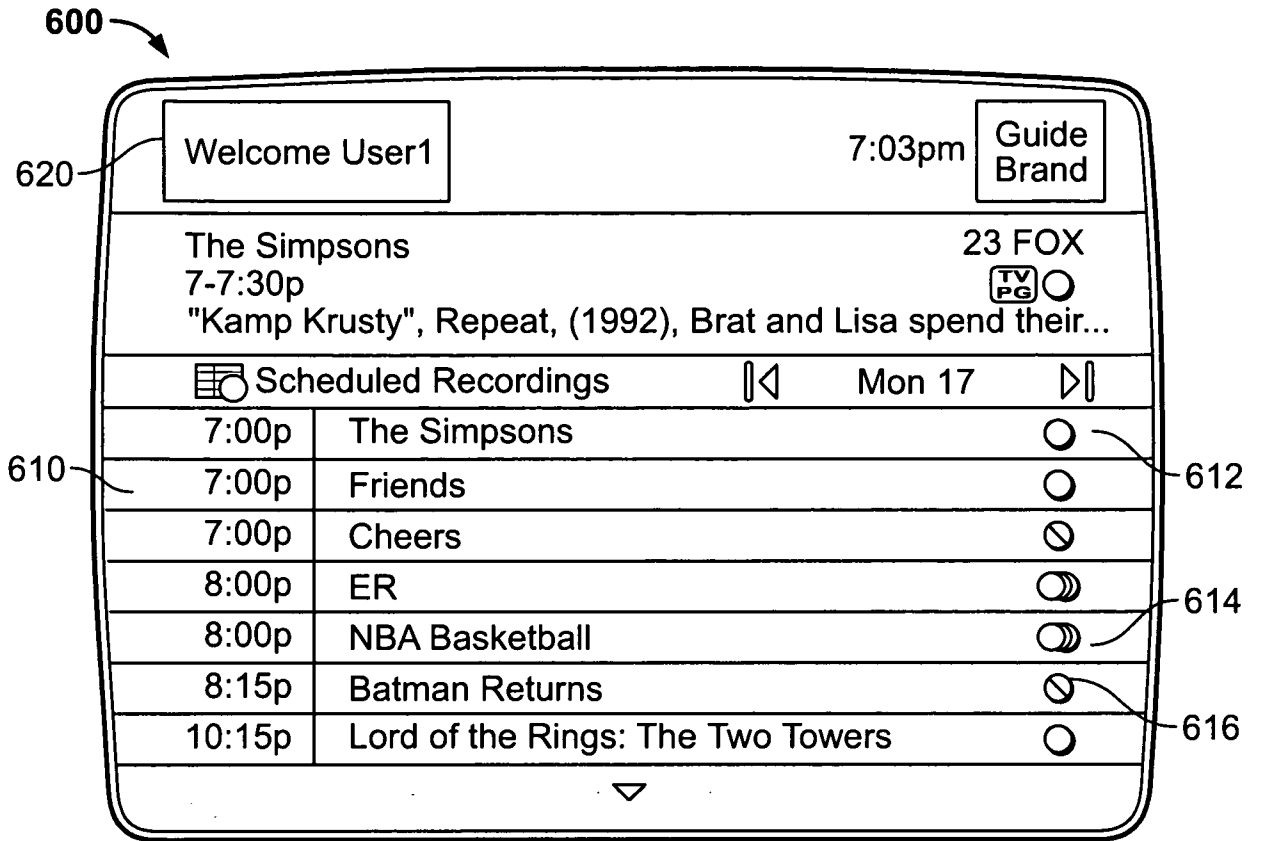 600
620
Welcome User1
7:03pm
Guide
Brand
The Simpsons
23 FOX
7-7:30p
TV
PG
"Kamp Krusty", Repeat, (1992), Brat and Lisa spend their...
Scheduled Recordings
Mon 17
7:00p The Simpsons
612
610
7:00p Friends
7:00p Cheers
8:00p ER
614
8:00p NBA Basketball
8:15p Batman Returns
616
10:15p Lord of the Rings: The Two Towers